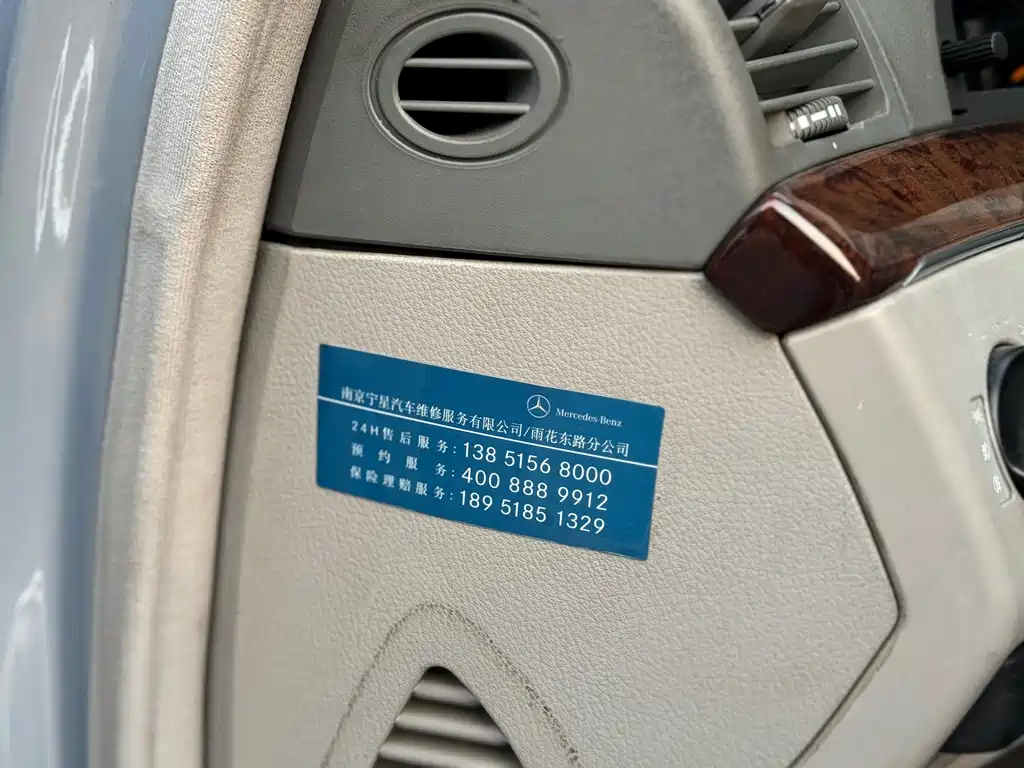 Mercedes-Benz
南京宁星汽车维修服务有限公司/雨花东路分公司
24H售后服务:138 5156 8000
预约服务:400 888 9912
保险理赔服务:189 5185 1329